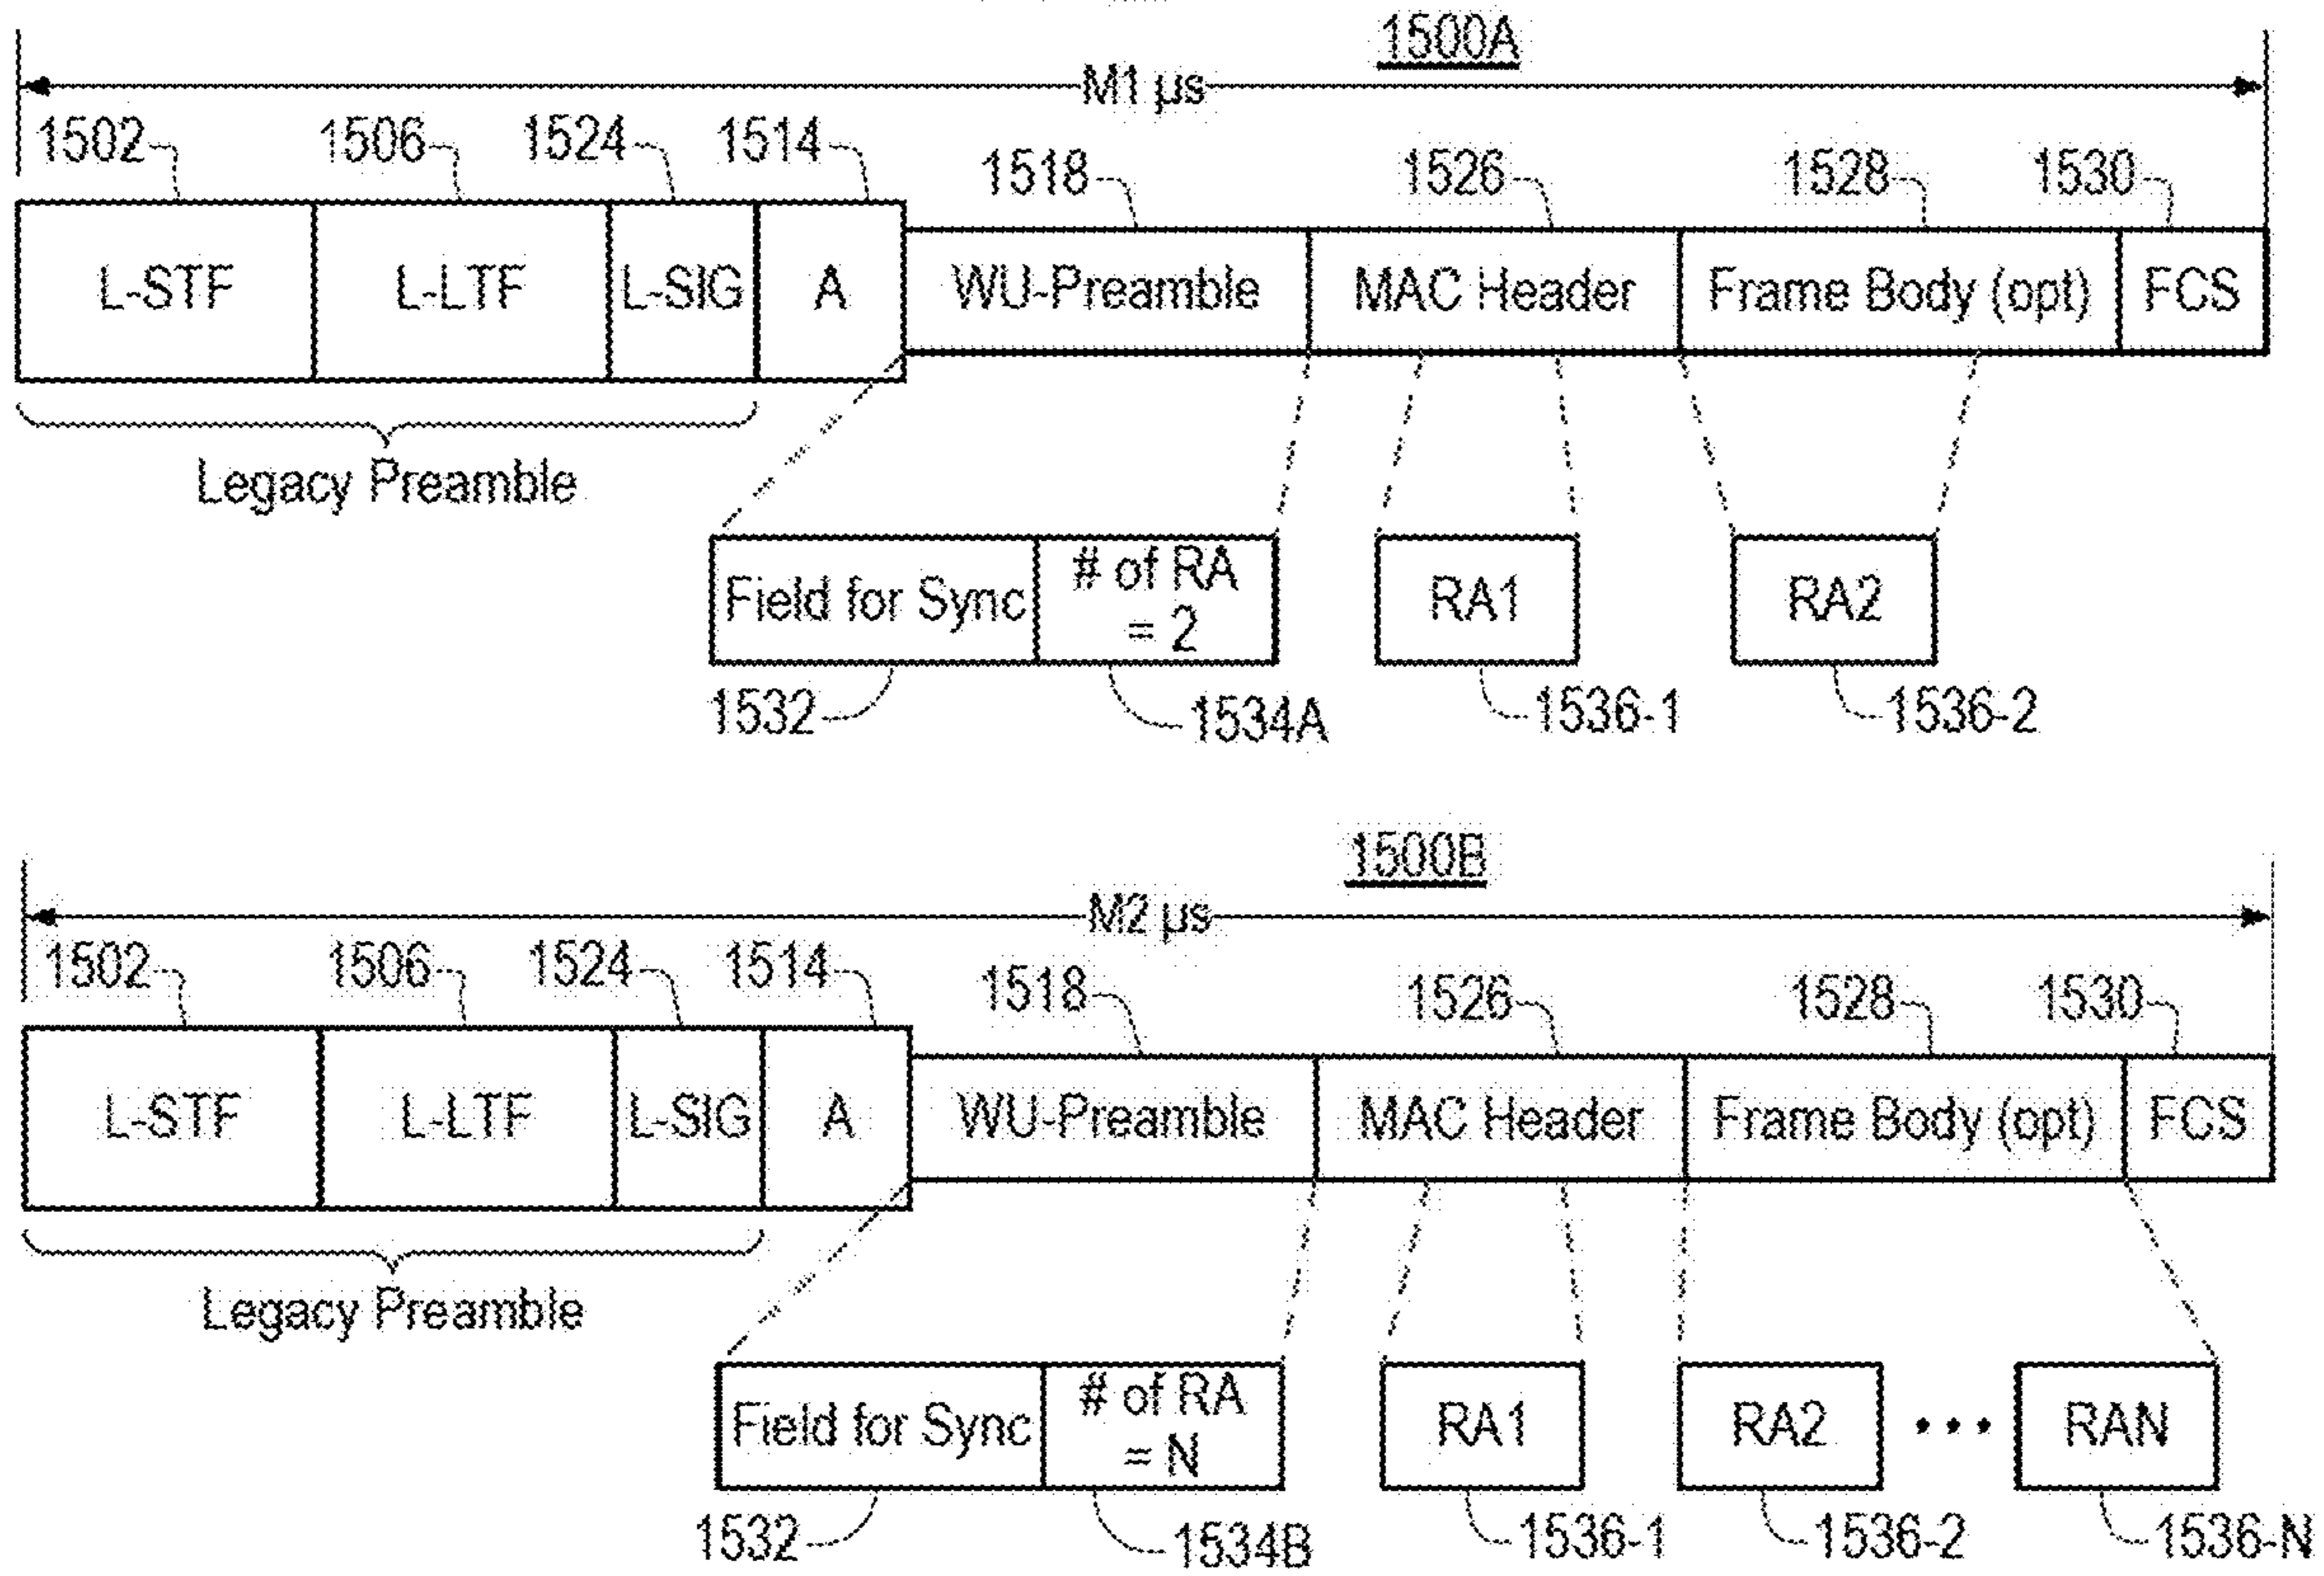 1500A
M1 µs
1502 1506 1524 1514
1518 1526 1528 1530
L-STF L-LTF L-SIG A WU-Preamble MAC Header Frame Body (opt) FCS
Legacy Preamble
Field for Sync # of RA = 2 RA1 RA2
1532 1534A 1536-1 1536-2
1500B
M2 µs
1502 1506 1524 1514
1518 1526 1528 1530
L-STF L-LTF L-SIG A WU-Preamble MAC Header Frame Body (opt) FCS
Legacy Preamble
Field for Sync # of RA = N RA1 RA2 ••• RAN
1532 1534B 1536-1 1536-2 1536-N